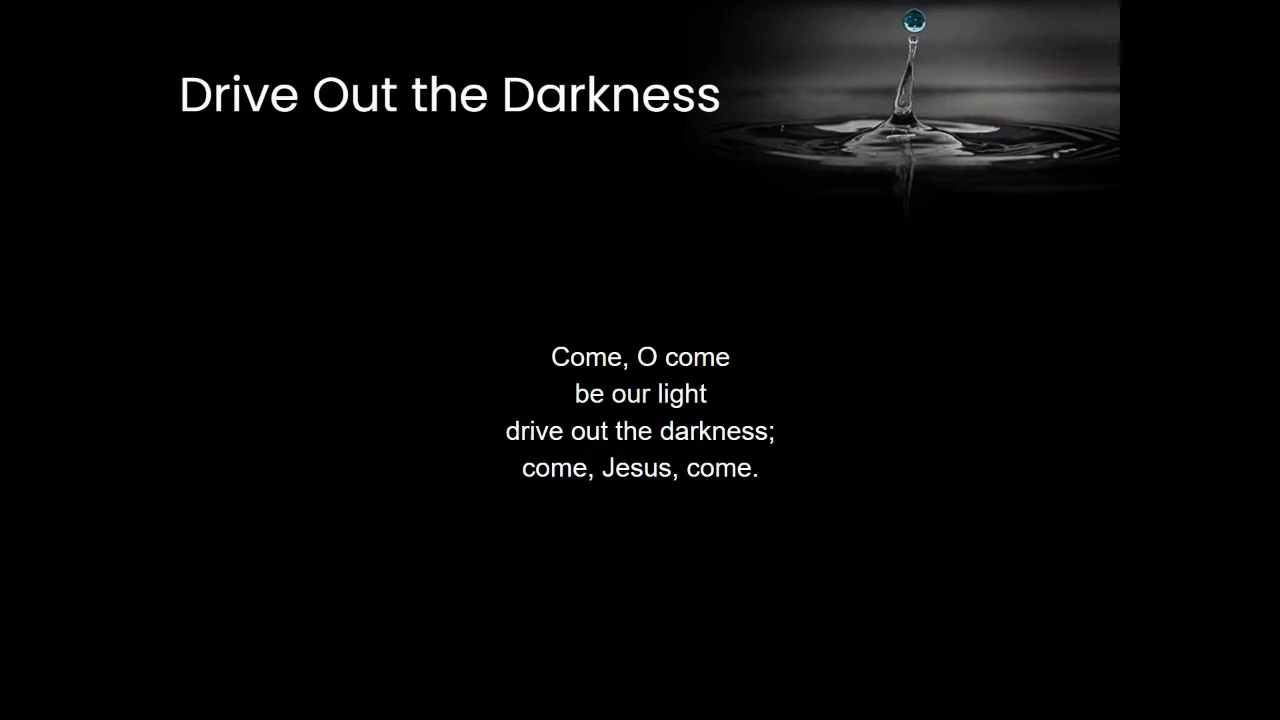 Drive Out the Darkness
Come, O come
be our light
drive out the darkness;
come, Jesus, come.